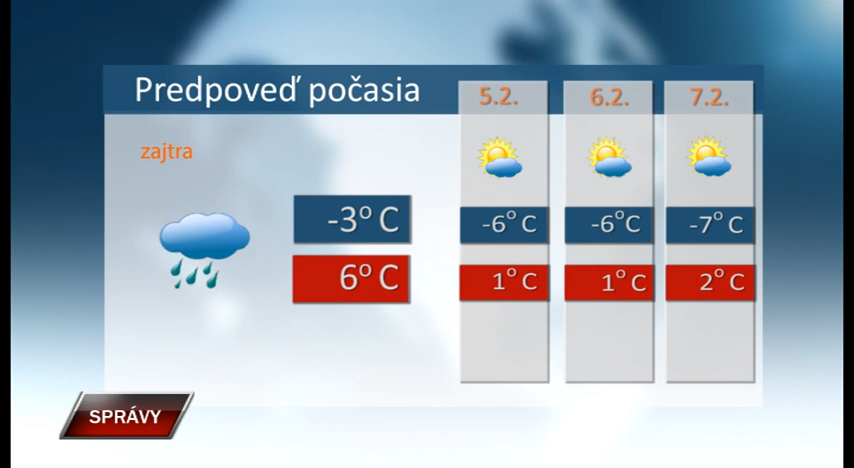 Predpoveď počasia
zajtra
-3° C
6° C
5.2.
-6° C
1° C
6.2.
-6°C
1° C
7.2.
-7° C
2° C
SPRÁVY